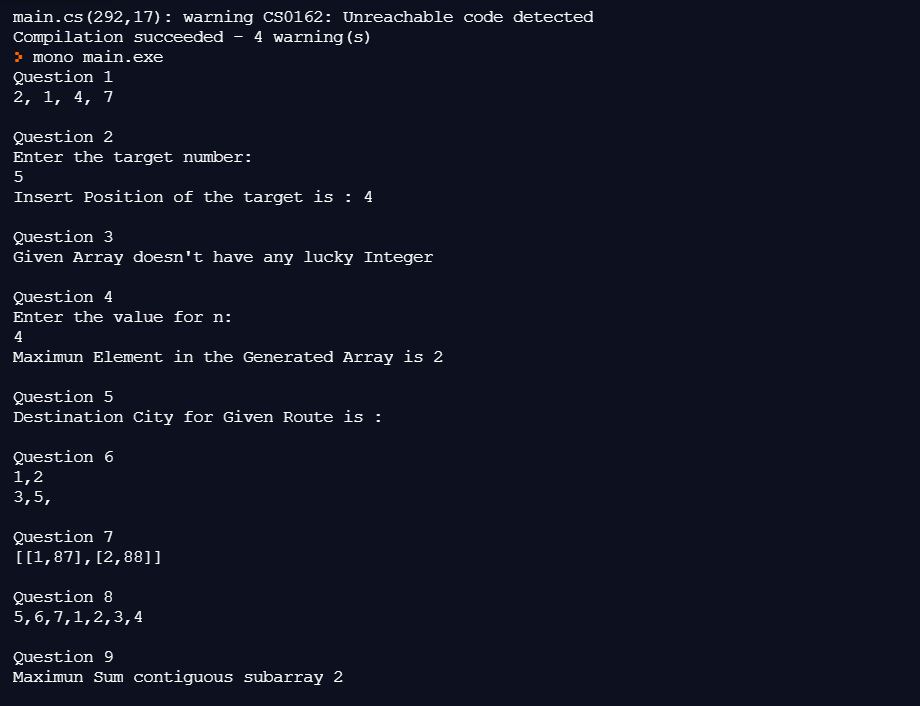 main.cs(292,17): warning CS0162: Unreachable code detected
Compilation succeeded - 4 warning(s)
> mono main.exe
Question 1
2, 1, 4, 7
Question 2
Enter the target number:
5
Insert Position of the target is : 4
Question 3
Given Array doesn't have any lucky Integer
Question 4
Enter the value for n:
4
Maximun Element in the Generated Array is 2
Question 5
Destination City for Given Route is :
Question 6
1,2
3,5,
Question 7
[[1,87],[2,88]]
Question 8
5,6,7,1,2,3,4
Question 9
Maximun Sum contiguous subarray 2